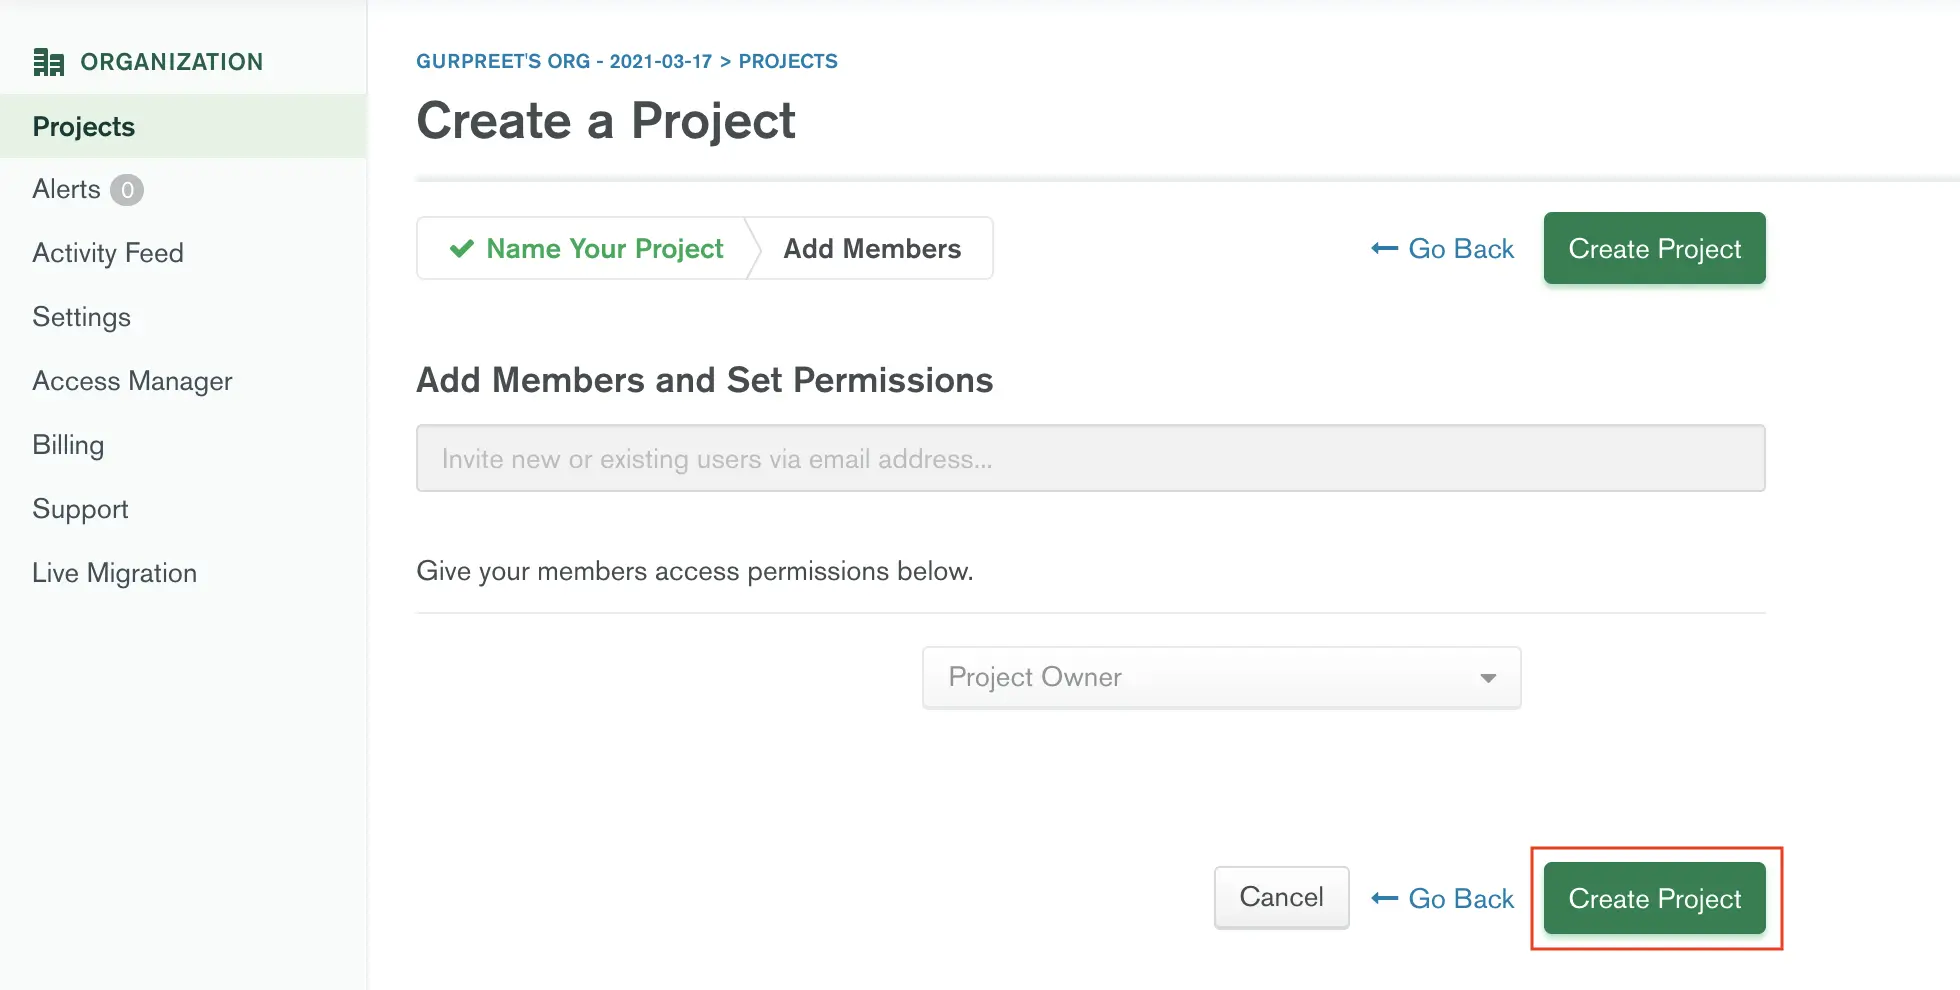 ORGANIZATION
Projects
Alerts 0
Activity Feed
Settings
Access Manager
Billing
Support
Live Migration
GURPREET'S ORG - 2021-03-17 > PROJECTS
Create a Project
Name Your Project
Add Members
Go Back
Create Project
Add Members and Set Permissions
Invite new or existing users via email address...
Give your members access permissions below.
Project Owner
Cancel
Go Back
Create Project